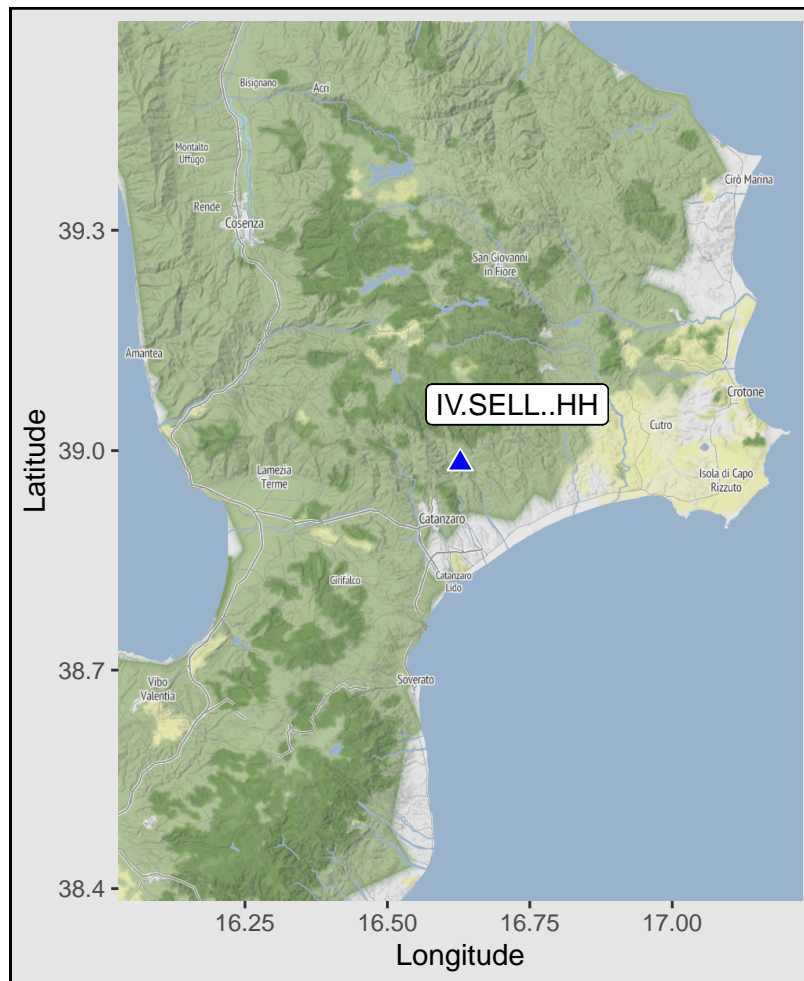 Bisignano
Acri
Montalto
Uffugo
Cirò Marina
Rende
Cosenza
39.3
San Giovanni
in Fiore
Amantea
IV.SELL..HH
Crotone
Cutro
39.0
Lamezia
Terme
Isola di Capo
Rizzuto
Catanzaro
Latitude
Girifalco
Catanzaro
Lido
38.7
Vibo
Valentia
Soverato
38.4
16.25
16.50
16.75
17.00
Longitude